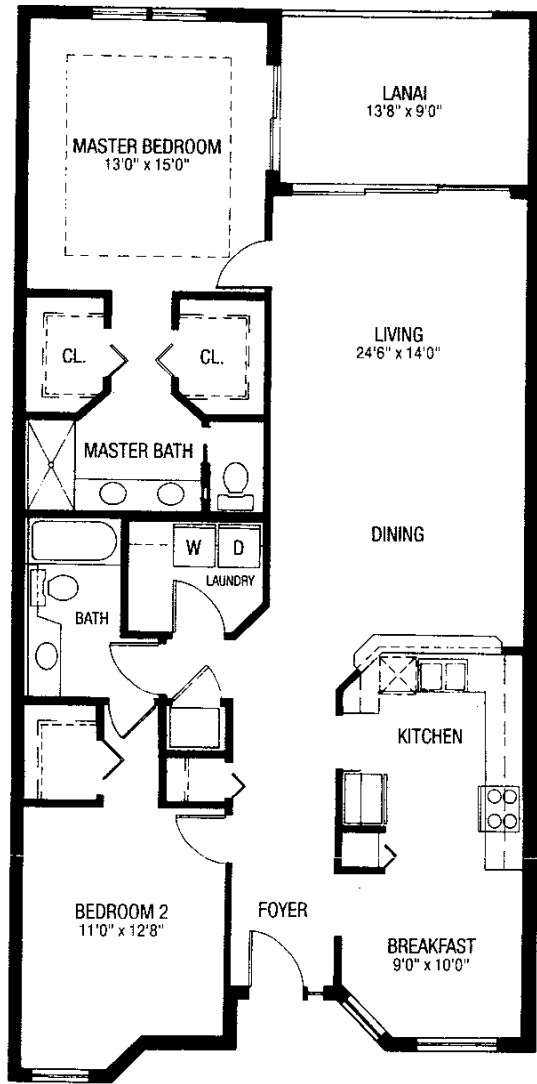 LANAI
13'8" x 9'0"
MASTER BEDROOM
13'0" x 15'0"
LIVING
24'6" x 14'0"
CL.
CL.
MASTER BATH
DINING
W
D
LAUNDRY
BATH
KITCHEN
BEDROOM 2
11'0" x 12'8"
FOYER
BREAKFAST
9'0" x 10'0"